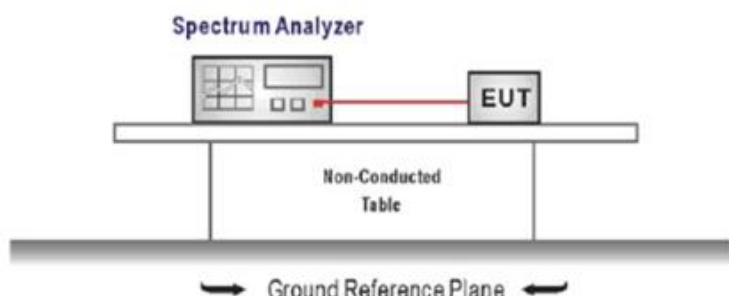 Spectrum Analyzer
EUT
Non-Conducted
Table
Ground Reference Plane